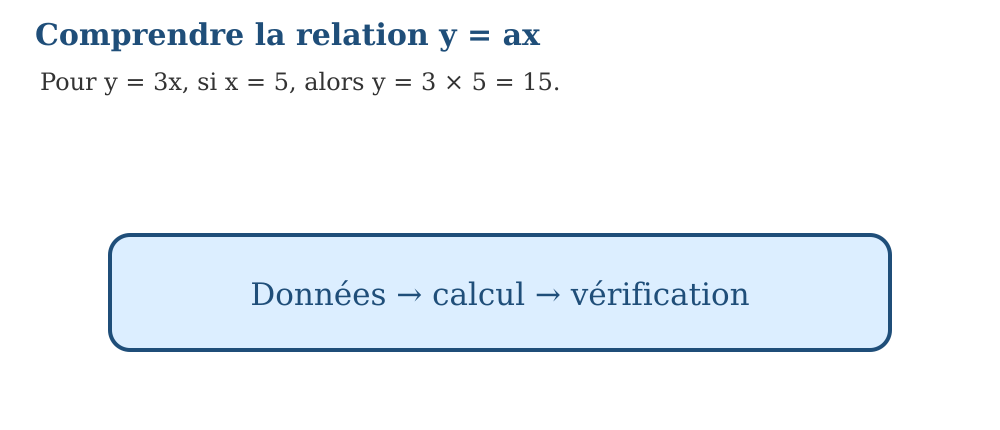 Comprendre la relation y = ax
Pour y = 3x, si x = 5, alors y = 3 × 5 = 15.
Données → calcul → vérification